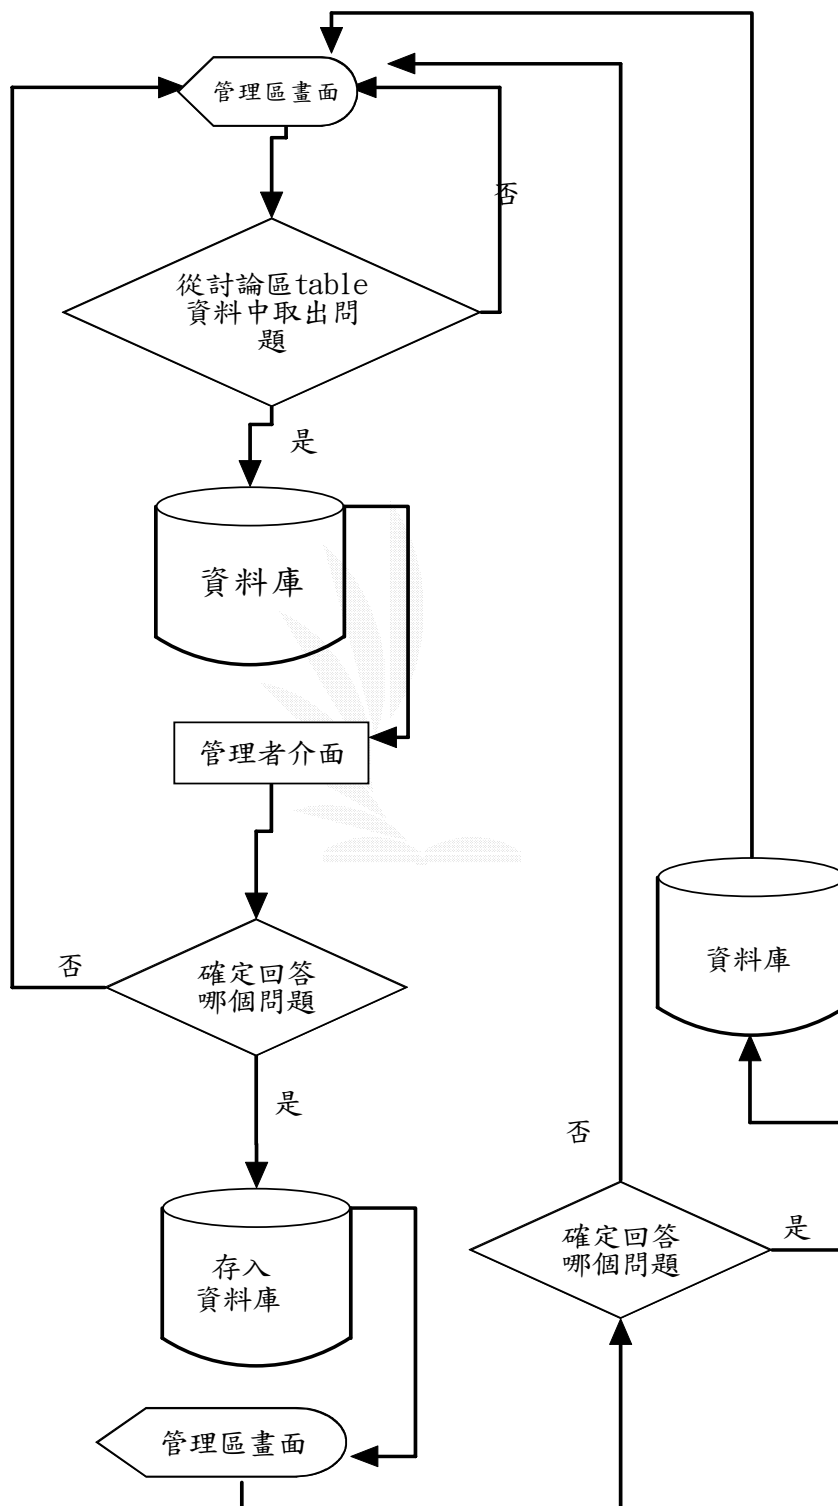 管理區畫面
否
從討論區table
資料中取出問
題
是
資料庫
管理者介面
否
確定回答
哪個問題
資料庫
是
否
存入
資料庫
確定回答
哪個問題
是
管理區畫面